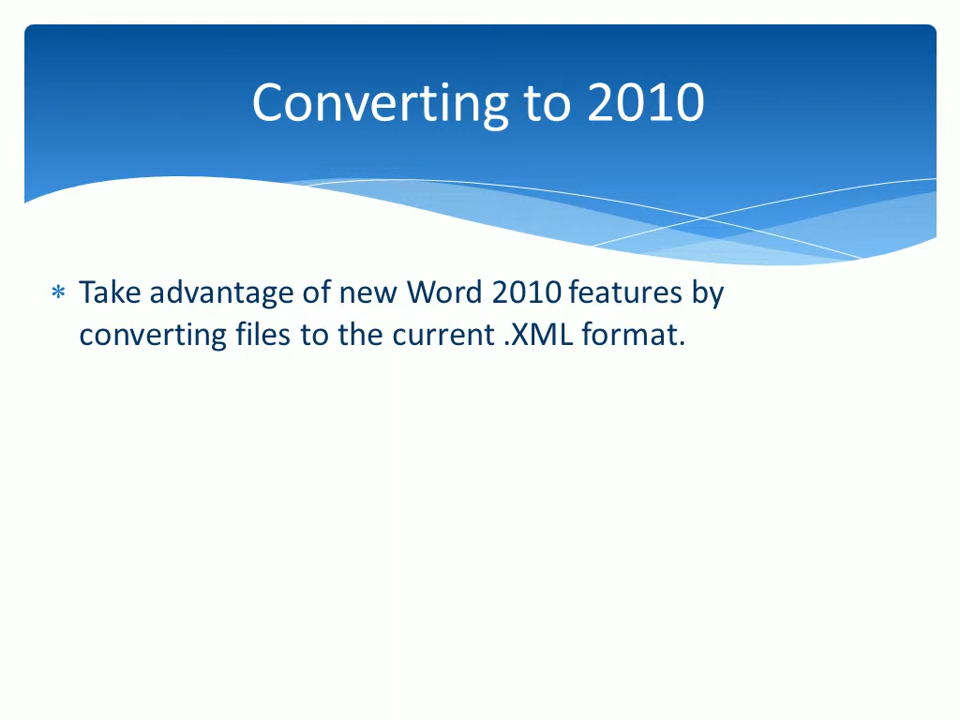 Converting to 2010
* Take advantage of new Word 2010 features by
converting files to the current .XML format.